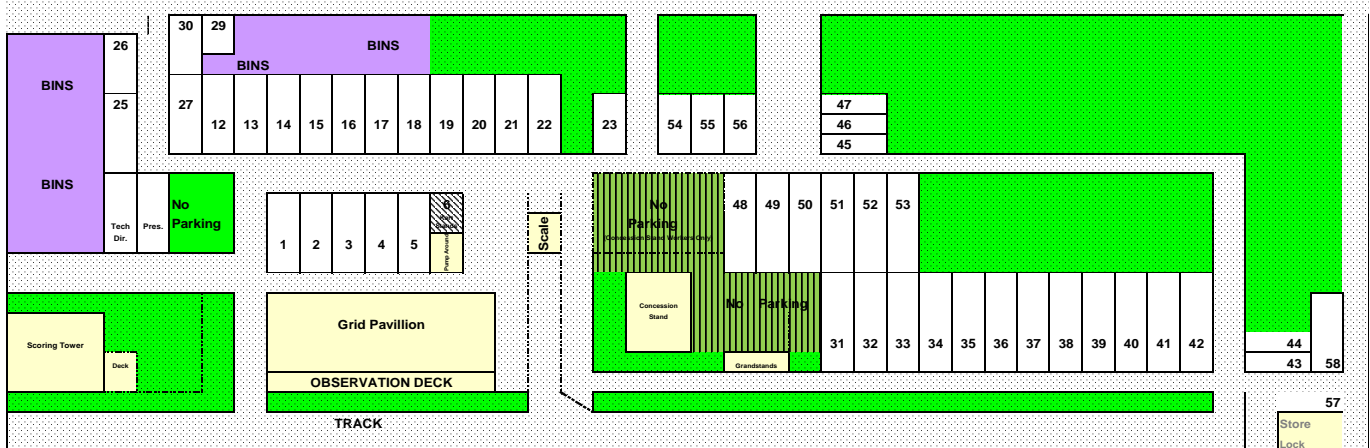 30 29
26
BINS
BINS
BINS
25
27
12 13 14 15 16 17 18 19 20 21 22
23
54 55 56
47
46
45
BINS
Tech
Dir.
Pres.
No
Parking
1 2 3 4 5
6
Pump Around
Scale
No
Parking
(Concession Stand Workers Only)
48 49 50 51 52 53
Concession
Stand
No Parking
Grandstands
31 32 33 34 35 36 37 38 39 40 41 42
44
43 58
Scoring Tower
Deck
Grid Pavillion
OBSERVATION DECK
TRACK
57
Store
Lock